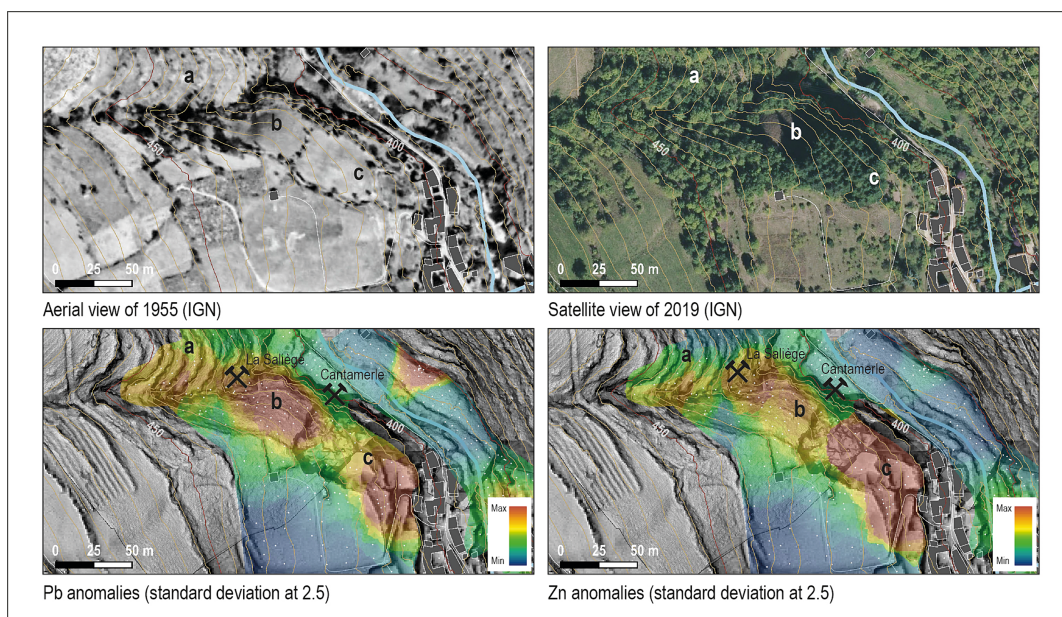 a
b
c
450
400
0 25 50 m
Aerial view of 1955 (IGN)
a
b
c
450
400
0 25 50 m
Satellite view of 2019 (IGN)
a
La Saliège
Cantamerle
b
c
450
400
Max
Min
0 25 50 m
Pb anomalies (standard deviation at 2.5)
a
La Saliège
Cantamerle
b
c
450
400
Max
Min
0 25 50 m
Zn anomalies (standard deviation at 2.5)